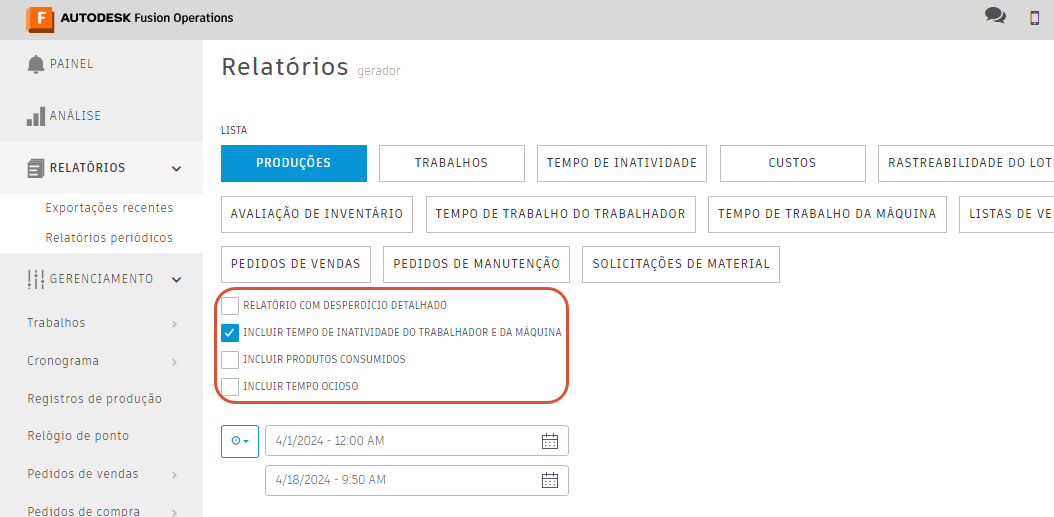 F AUTODESK Fusion Operations
PAINEL
ANÁLISE
RELATÓRIOS
Exportações recentes
Relatórios periódicos
GERENCIAMENTO
Trabalhos
Cronograma
Registros de produção
Relógio de ponto
Pedidos de vendas
Pedidos de compra
Relatórios gerador
LISTA
PRODUÇÕES TRABALHOS TEMPO DE INATIVIDADE CUSTOS RASTREABILIDADE DO LOT
AVALIAÇÃO DE INVENTÁRIO TEMPO DE TRABALHO DO TRABALHADOR TEMPO DE TRABALHO DA MÁQUINA LISTAS DE VE
PEDIDOS DE VENDAS PEDIDOS DE MANUTENÇÃO SOLICITAÇÕES DE MATERIAL
RELATÓRIO COM DESPERDÍCIO DETALHADO
INCLUIR TEMPO DE INATIVIDADE DO TRABALHADOR E DA MÁQUINA
INCLUIR PRODUTOS CONSUMIDOS
INCLUIR TEMPO OCIOSO
4/1/2024 - 12:00 AM
4/18/2024 - 9:50 AM